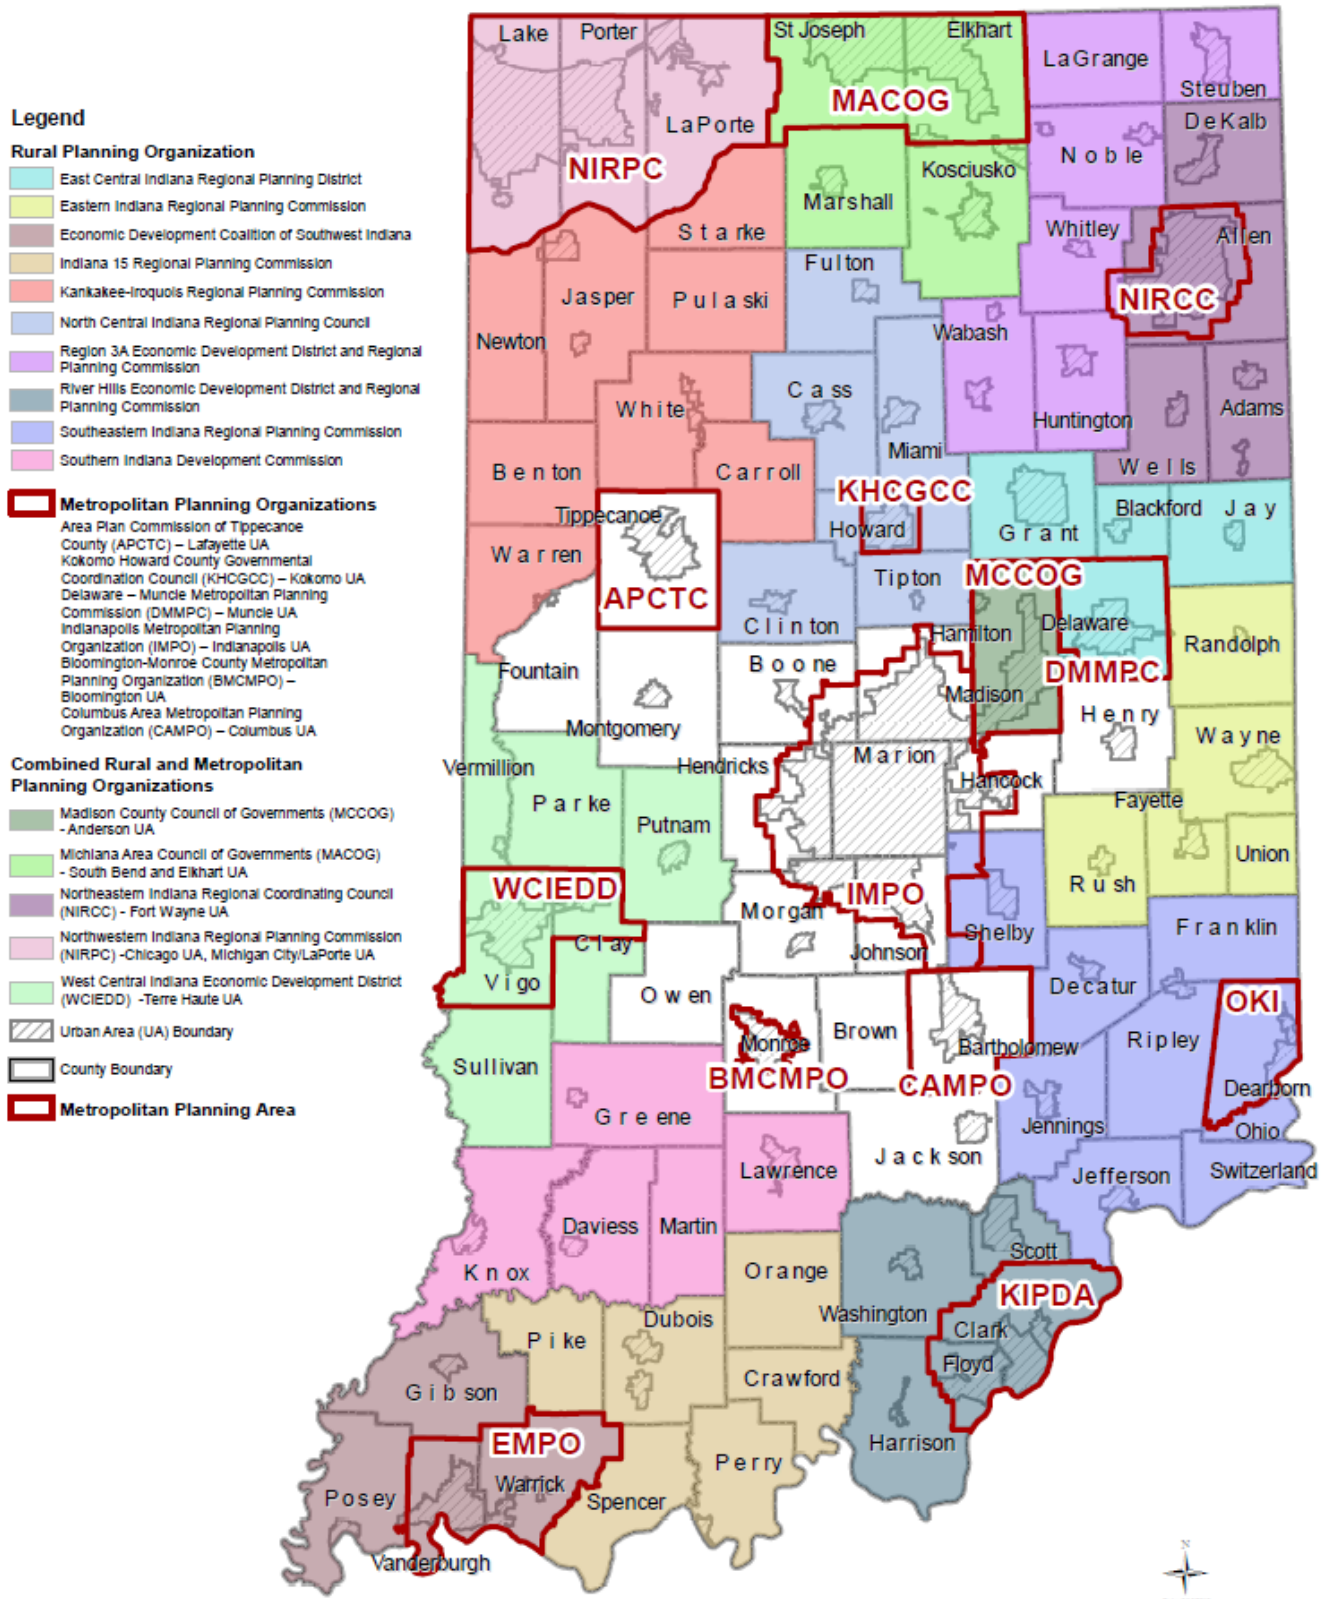 Legend
Rural Planning Organization
East Central Indiana Regional Planning District
Eastern Indiana Regional Planning Commission
Economic Development Coalition of Southwest Indiana
Indiana 15 Regional Planning Commission
Kankakee-Iroquois Regional Planning Commission
North Central Indiana Regional Planning Council
Region 3A Economic Development District and Regional
Planning Commission
River Hills Economic Development District and Regional
Planning Commission
Southeastern Indiana Regional Planning Commission
Southern Indiana Development Commission
Metropolitan Planning Organizations
Area Plan Commission of Tippecanoe
County (APCTC) – Lafayette UA
Kokomo Howard County Governmental
Coordination Council (KHCGCC) – Kokomo UA
Delaware – Muncie Metropolitan Planning
Commission (DMMPC) – Muncie UA
Indianapolis Metropolitan Planning
Organization (IMPO) – Indianapolis UA
Bloomington-Monroe County Metropolitan
Planning Organization (BMCMPO) –
Bloomington UA
Columbus Area Metropolitan Planning
Organization (CAMPO) – Columbus UA
Combined Rural and Metropolitan
Planning Organizations
Madison County Council of Governments (MCCOG)
- Anderson UA
Michiana Area Council of Governments (MACOG)
- South Bend and Elkhart UA
Northeastern Indiana Regional Coordinating Council
(NIRCC) - Fort Wayne UA
Northwestern Indiana Regional Planning Commission
(NIRPC) -Chicago UA, Michigan City/LaPorte UA
West Central Indiana Economic Development District
(WCIEDD) -Terre Haute UA
Urban Area (UA) Boundary
County Boundary
Metropolitan Planning Area
Lake
Porter
St Joseph
Elkhart
LaGrange
Steuben
MACOG
LaPorte
DeKalb
NIRPC
Noble
Kosciusko
Marshall
Starke
Whitley
Allen
Fulton
Jasper
Pulaski
NIRCC
Newton
Wabash
White
Cass
Huntington
Adams
Miami
Benton
Carroll
Wells
KHCGCC
Tippecanoe
Howard
Grant
Blackford
Jay
Warren
APCTC
Tipton
MCCOG
Clinton
Hamilton
Delaware
Randolph
Boone
Fountain
DMMPC
Madison
Montgomery
Henry
Wayne
Vermillion
Hendricks
Marion
Hancock
Parke
Fayette
Putnam
Union
WCIEDD
IMPO
Rush
Morgan
Clay
Shelby
Franklin
Johnson
Vigo
Owen
Decatur
OKI
Brown
Monroe
Bartholomew
Ripley
Sullivan
BMCMPO
CAMPO
Dearborn
Greene
Jennings
Ohio
Jackson
Lawrence
Jefferson
Switzerland
Daviess
Martin
Scott
Knox
Orange
KIPDA
Washington
Dubois
Clark
Pike
Floyd
Crawford
Gibson
EMPO
Harrison
Perry
Warrick
Posey
Spencer
Vanderburgh
N